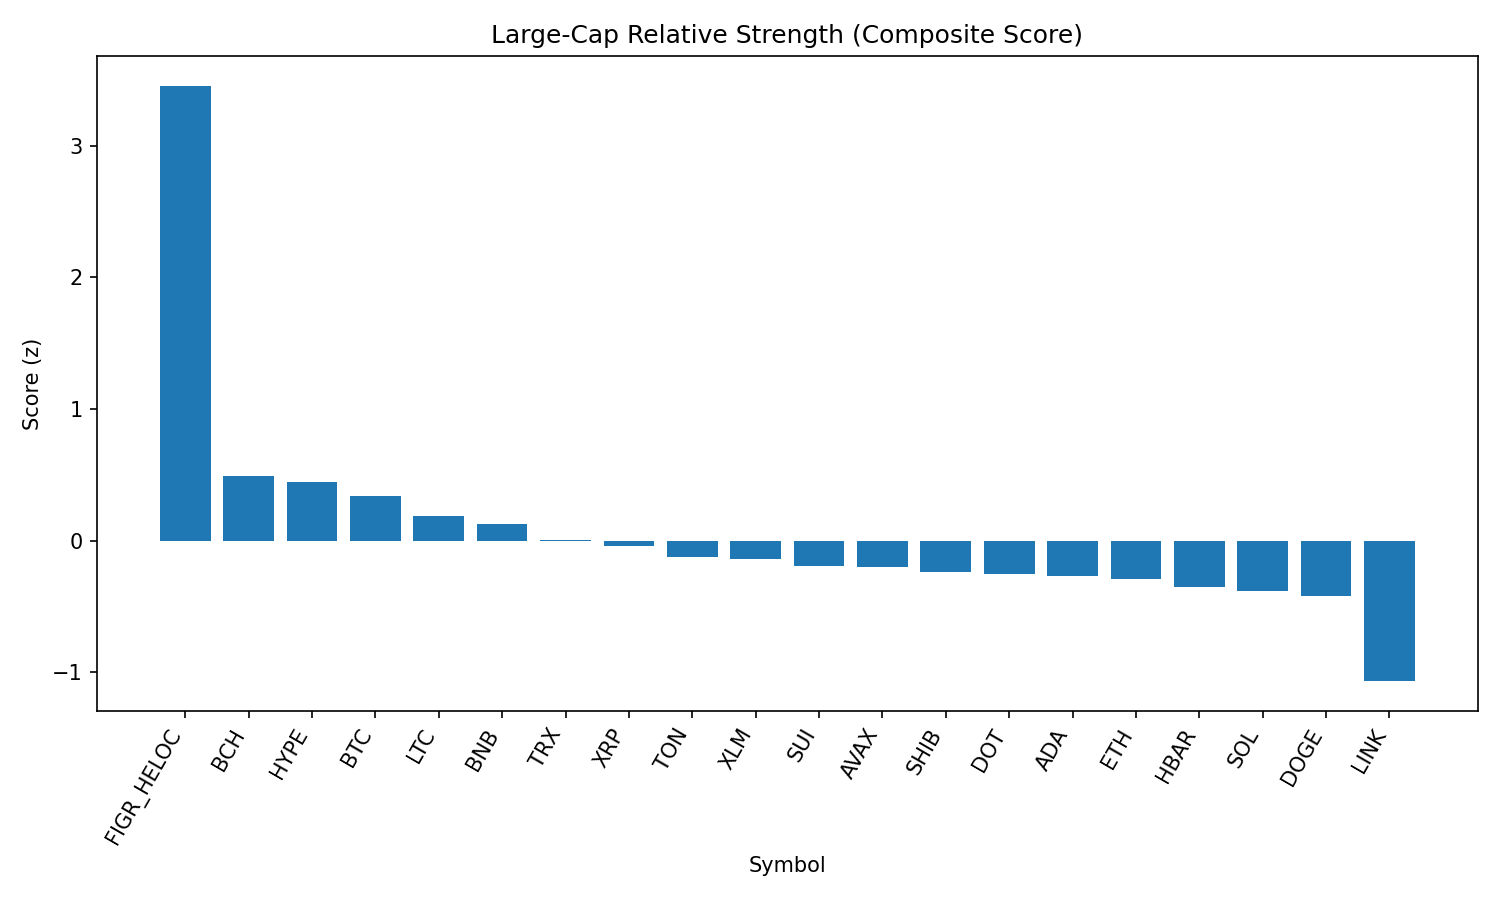 Large-Cap Relative Strength (Composite Score)
Score (z)
3
2
1
0
−1
FIGR_HELOC
BCH
HYPE
BTC
LTC
BNB
TRX
XRP
TON
XLM
SUI
AVAX
SHIB
DOT
ADA
ETH
HBAR
SOL
DOGE
LINK
Symbol